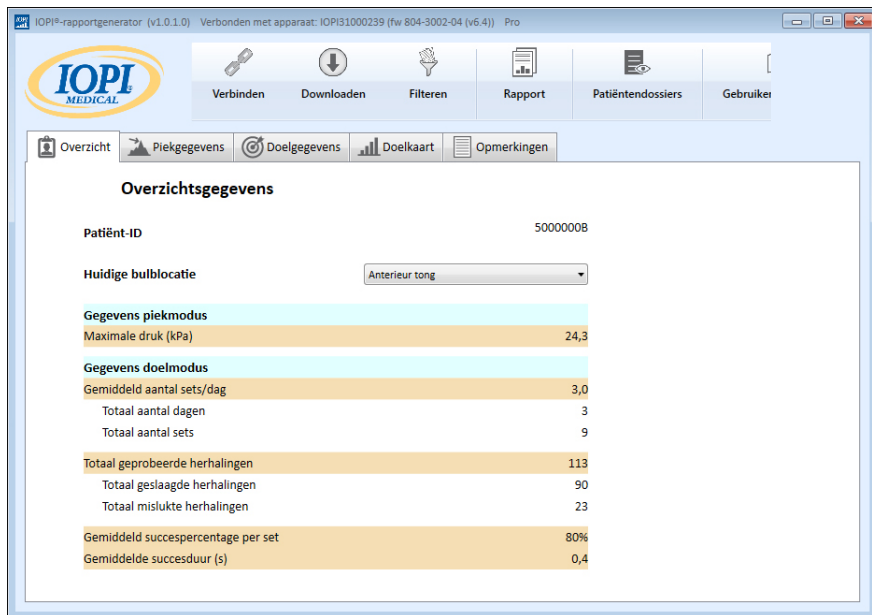 IOPI®-rapportgenerator (v1.0.1.0) Verbonden met apparaat: IOPI31000239 (fw 804-3002-04 (v6.4)) Pro
IOPI
MEDICAL
Verbinden Downloaden Filteren Rapport Patiëntendossiers Gebruiker
Overzicht Piekgegevens Doelgegevens Doelkaart Opmerkingen
Overzichtsgegevens
Patiënt-ID 5000000B
Huidige bulblocatie Anterieur tong
Gegevens piekmodus
Maximale druk (kPa) 24,3
Gegevens doelmodus
Gemiddeld aantal sets/dag 3,0
Totaal aantal dagen 3
Totaal aantal sets 9
Totaal geprobeerde herhalingen 113
Totaal geslaagde herhalingen 90
Totaal mislukte herhalingen 23
Gemiddeld succespercentage per set 80%
Gemiddelde succesduur (s) 0,4